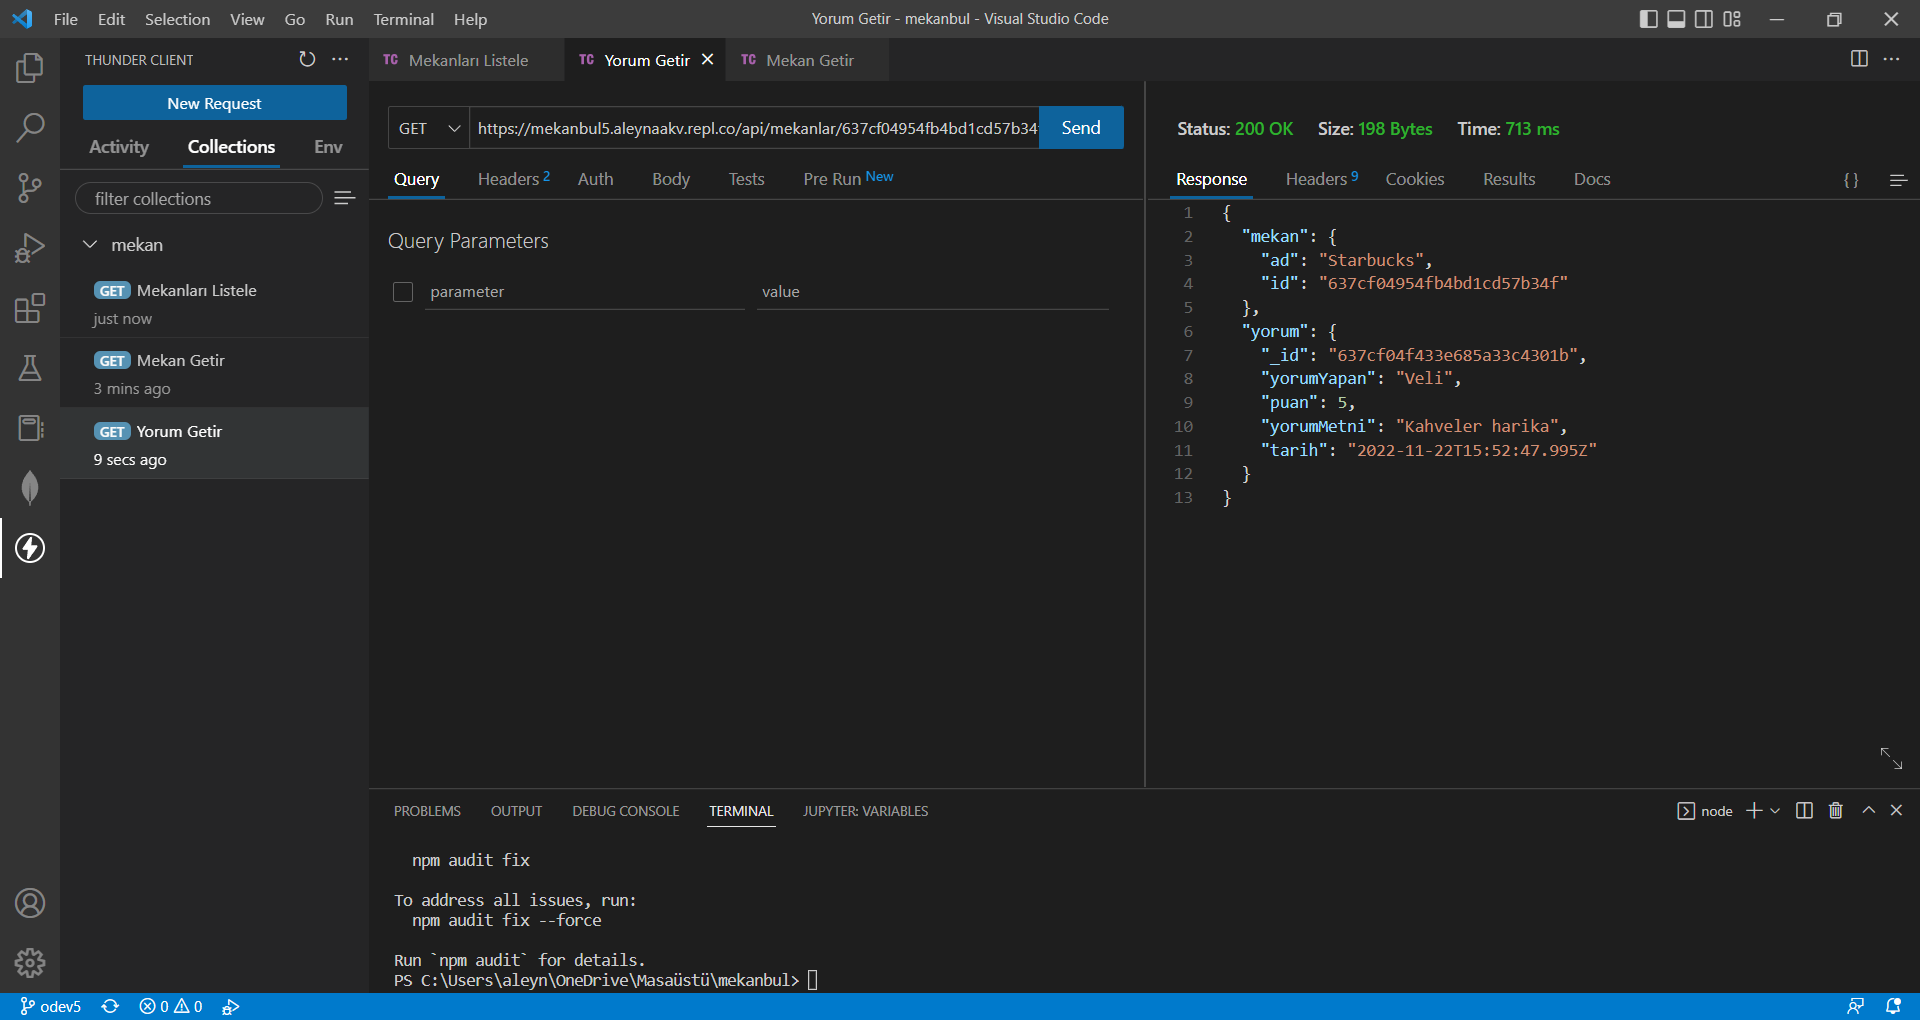 File Edit Selection View Go Run Terminal Help
Yorum Getir - mekanbul - Visual Studio Code
THUNDER CLIENT
New Request
Activity Collections Env
filter collections
mekan
GET Mekanları Listele
just now
GET Mekan Getir
3 mins ago
GET Yorum Getir
9 secs ago
TC Mekanları Listele
TC Yorum Getir
TC Mekan Getir
GET
https://mekanbul5.aleynaakv.repl.co/api/mekanlar/637cf04954fb4bd1cd57b34f
Send
Query Headers 2 Auth Body Tests Pre Run New
Query Parameters
parameter value
Status: 200 OK Size: 198 Bytes Time: 713 ms
Response Headers 9 Cookies Results Docs
{ }
1 {
2 "mekan": {
3 "ad": "Starbucks",
4 "id": "637cf04954fb4bd1cd57b34f"
5 },
6 "yorum": {
7 "_id": "637cf04f433e685a33c4301b",
8 "yorumYapan": "Veli",
9 "puan": 5,
10 "yorumMetni": "Kahveler harika",
11 "tarih": "2022-11-22T15:52:47.995Z"
12 }
13 }
PROBLEMS OUTPUT DEBUG CONSOLE TERMINAL JUPYTER: VARIABLES
node
npm audit fix
To address all issues, run:
npm audit fix --force
Run `npm audit` for details.
PS C:\Users\aleyn\OneDrive\Masaüstü\mekanbul>
odev5 0 0